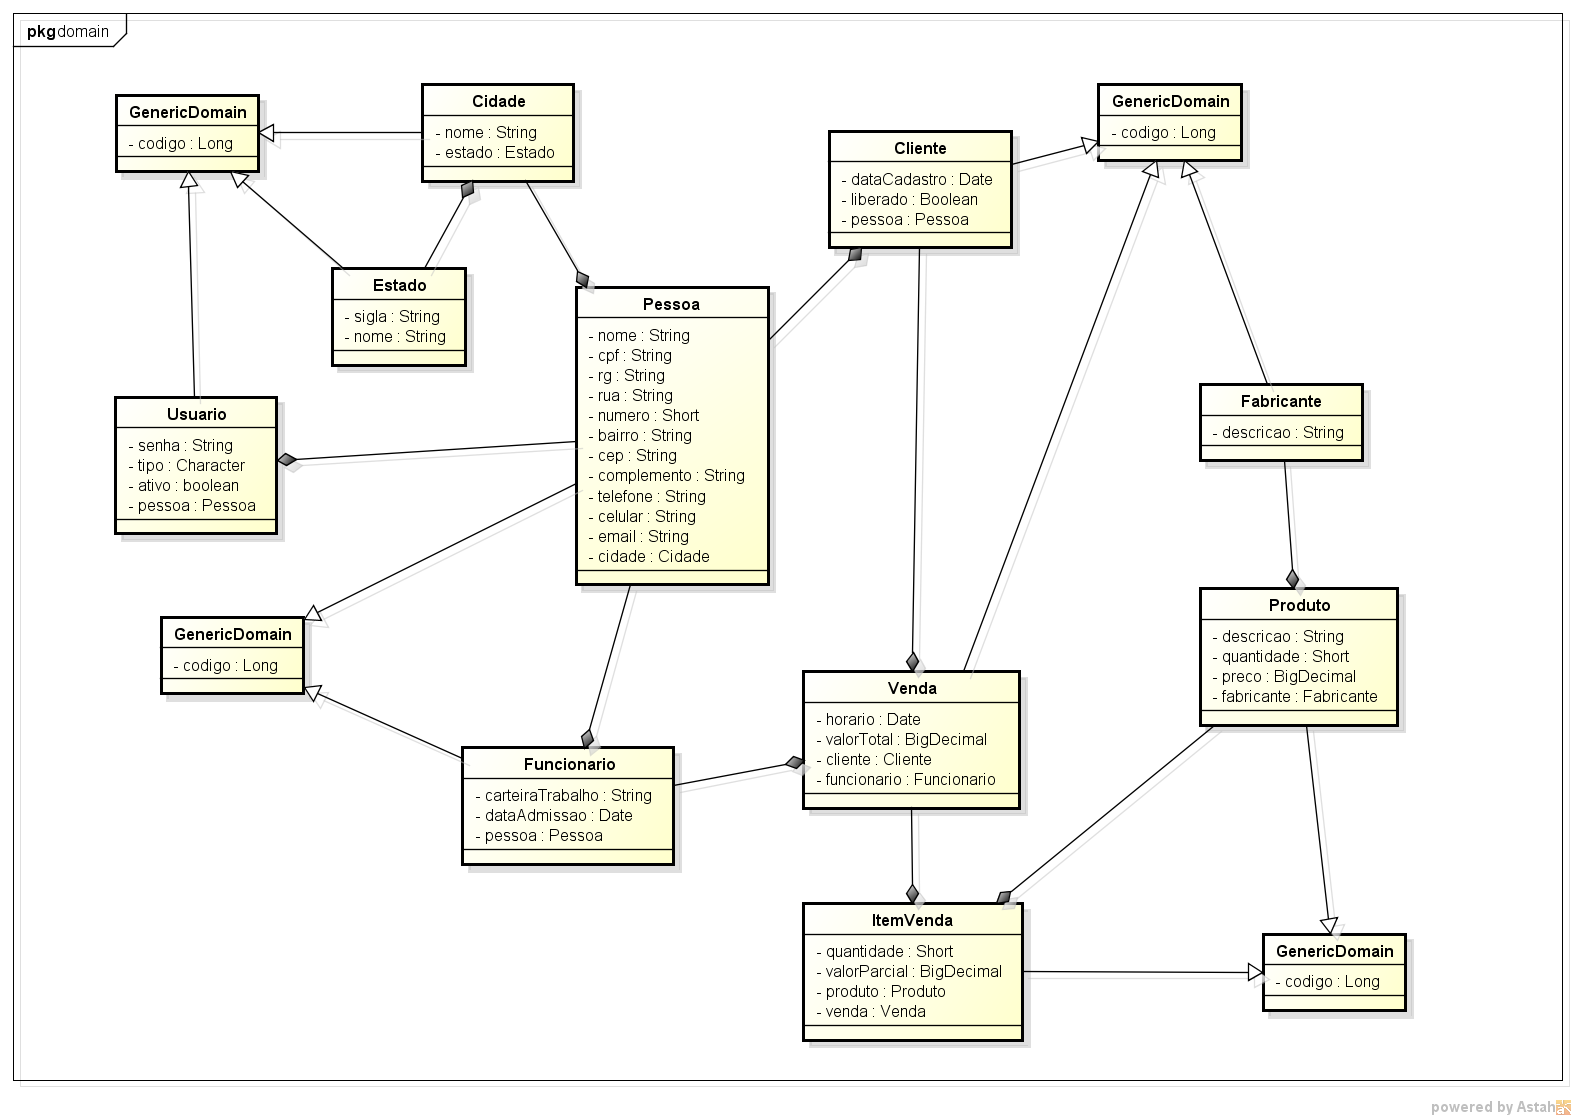 pkg domain
GenericDomain
- codigo : Long
Cidade
- nome : String
- estado : Estado
Cliente
- dataCadastro : Date
- liberado : Boolean
- pessoa : Pessoa
GenericDomain
- codigo : Long
Estado
- sigla : String
- nome : String
Pessoa
- nome : String
- cpf : String
- rg : String
- rua : String
- numero : Short
- bairro : String
- cep : String
- complemento : String
- telefone : String
- celular : String
- email : String
- cidade : Cidade
Usuario
- senha : String
- tipo : Character
- ativo : boolean
- pessoa : Pessoa
Fabricante
- descricao : String
GenericDomain
- codigo : Long
Produto
- descricao : String
- quantidade : Short
- preco : BigDecimal
- fabricante : Fabricante
Funcionario
- carteiraTrabalho : String
- dataAdmissao : Date
- pessoa : Pessoa
Venda
- horario : Date
- valorTotal : BigDecimal
- cliente : Cliente
- funcionario : Funcionario
ItemVenda
- quantidade : Short
- valorParcial : BigDecimal
- produto : Produto
- venda : Venda
GenericDomain
- codigo : Long
powered by Astah